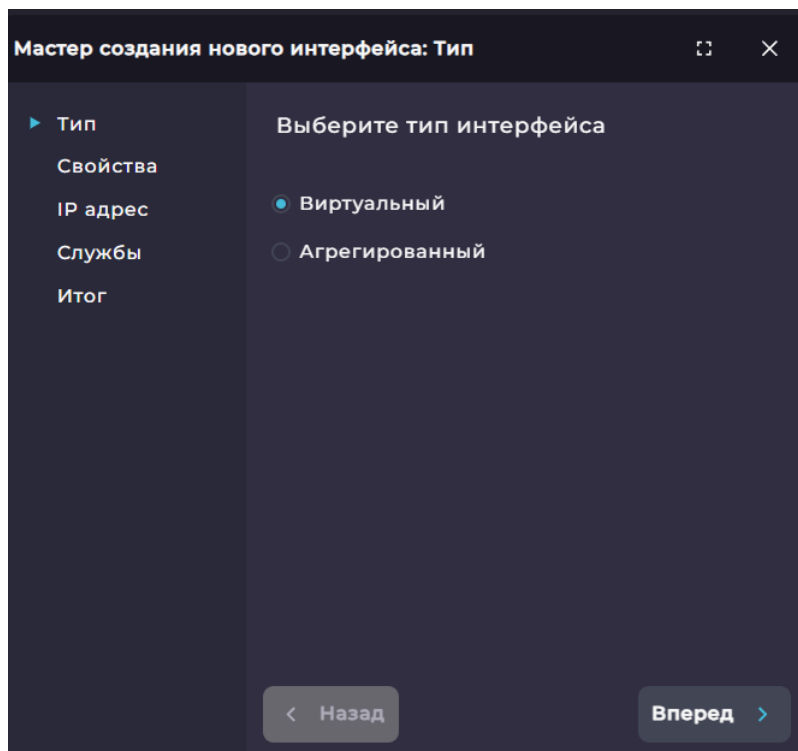 Мастер создания нового интерфейса: Тип
Тип
Свойства
IP адрес
Службы
Итог
Выберите тип интерфейса
Виртуальный
Агрегированный
Назад
Вперед